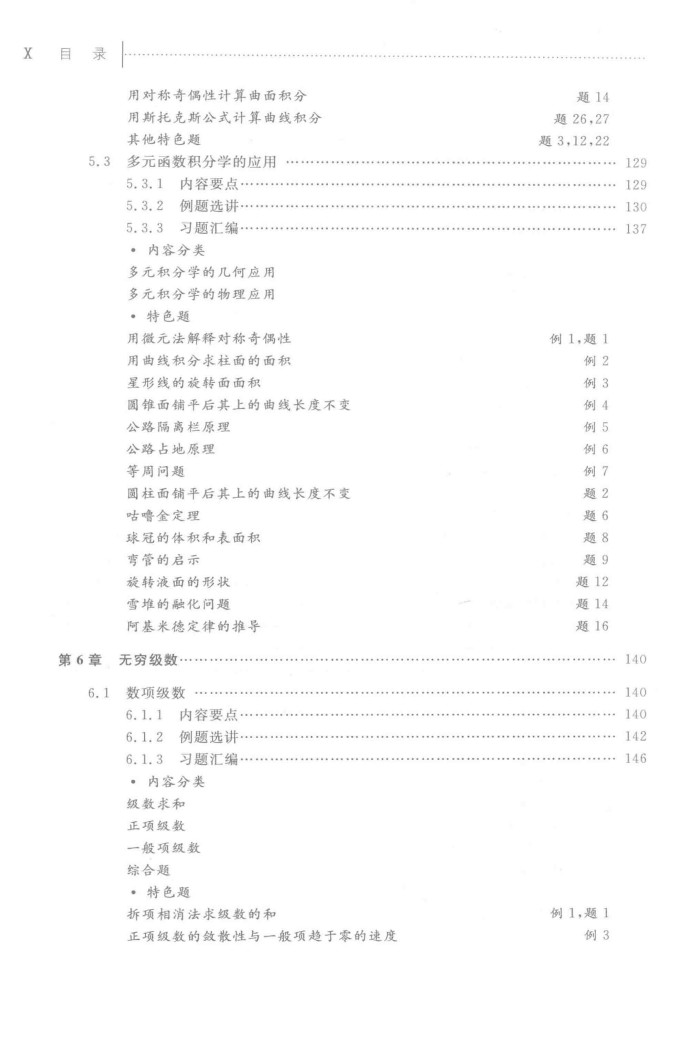 X 目 录
用对称奇偶性计算曲面积分 题 14
用斯托克斯公式计算曲线积分 题 26,27
其他特色题 题 3,12,22
5.3 多元函数积分学的应用 …… 129
5.3.1 内容要点…… 129
5.3.2 例题选讲…… 130
5.3.3 习题汇编…… 137
• 内容分类
多元积分学的几何应用
多元积分学的物理应用
• 特色题
用微元法解释对称奇偶性 例 1,题 1
用曲线积分求柱面的面积 例 2
星形线的旋转面面积 例 3
圆锥面铺平后其上的曲线长度不变 例 4
公路隔离栏原理 例 5
公路占地原理 例 6
等周问题 例 7
圆柱面铺平后其上的曲线长度不变 题 2
咕噜金定理 题 6
球冠的体积和表面积 题 8
弯管的启示 题 9
旋转液面的形状 题 12
雪堆的融化问题 题 14
阿基米德定律的推导 题 16
第 6 章 无穷级数…… 140
6.1 数项级数 …… 140
6.1.1 内容要点…… 140
6.1.2 例题选讲…… 142
6.1.3 习题汇编…… 146
• 内容分类
级数求和
正项级数
一般项级数
综合题
• 特色题
拆项相消法求级数的和 例 1,题 1
正项级数的敛散性与一般项趋于零的速度 例 3